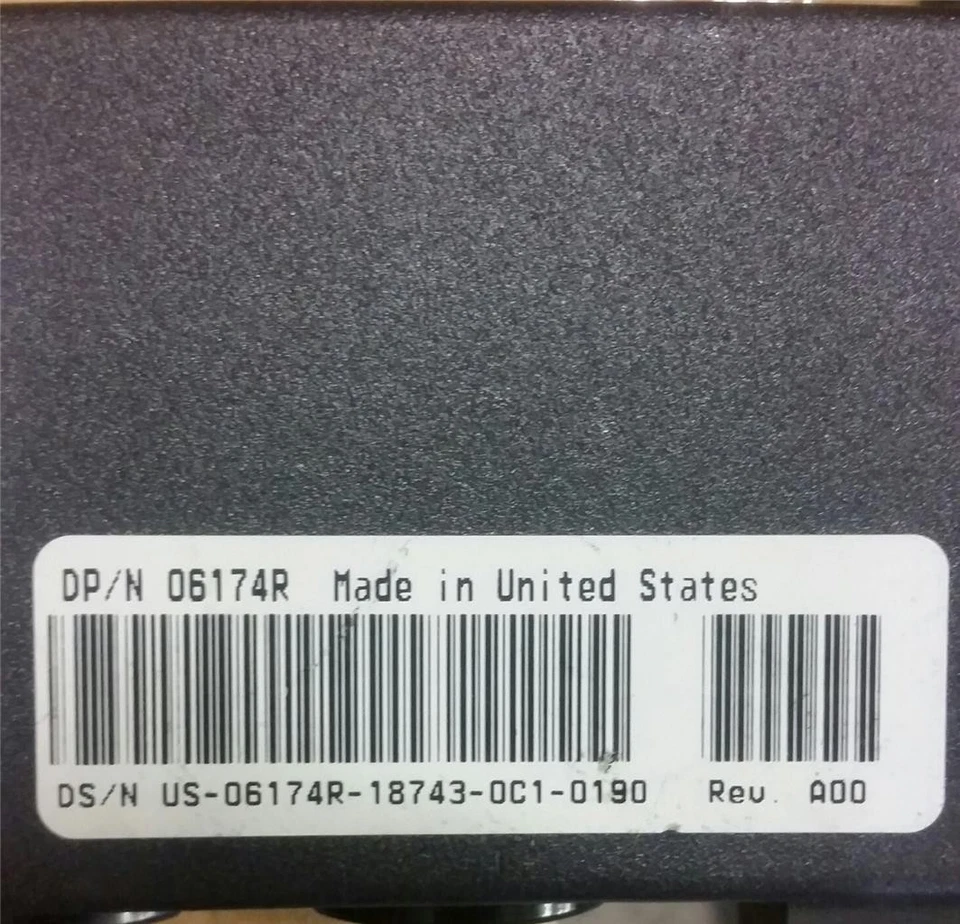 DP/N 06174R Made in United States
DS/N US-06174R-18743-0C1-0190 Rev. A00